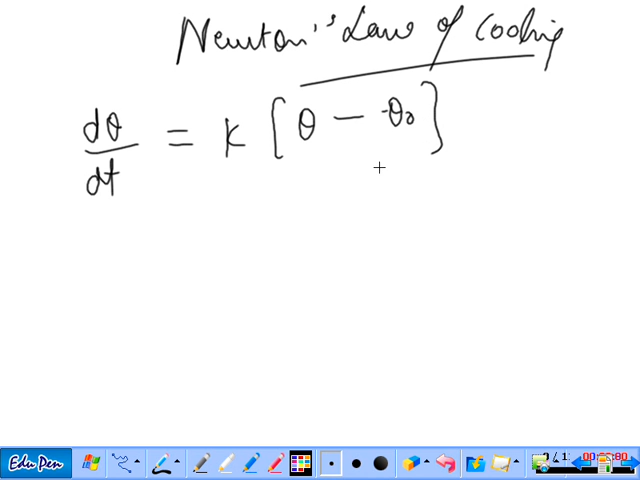 Newton's Law of Cooling
dθ/dt = K [θ − θ₀]
Edu Pen